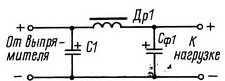 Др1
+
+
От выпря-
мителя
С1
Сф1
К
нагрузке
-
-